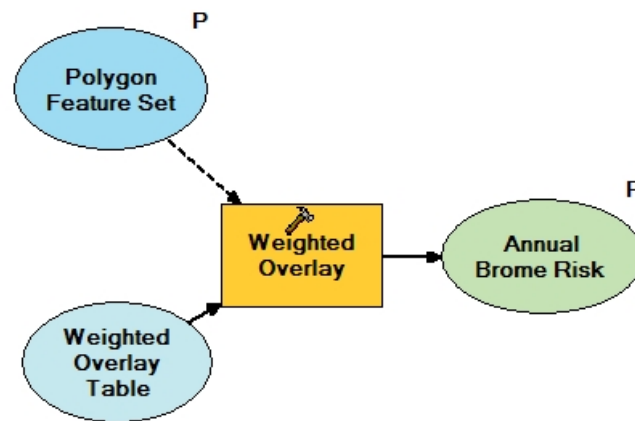 P
Polygon
Feature Set
P
Weighted
Overlay
Annual
Brome Risk
Weighted
Overlay
Table